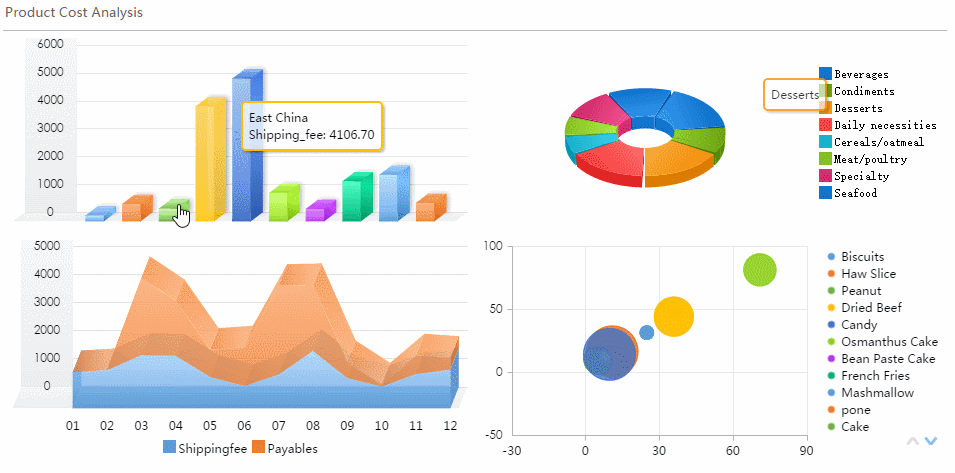 Product Cost Analysis
6000
5000
4000
3000
2000
1000
0
East China
Shipping_fee: 4106.70
Desserts
Beverages
Condiments
Desserts
Daily necessities
Cereals/oatmeal
Meat/poultry
Specialty
Seafood
5000
4000
3000
2000
1000
0
01 02 03 04 05 06 07 08 09 10 11 12
Shippingfee Payables
100
50
0
-50
-30 0 30 60 90
Biscuits
Haw Slice
Peanut
Dried Beef
Candy
Osmanthus Cake
Bean Paste Cake
French Fries
Mashmallow
pone
Cake